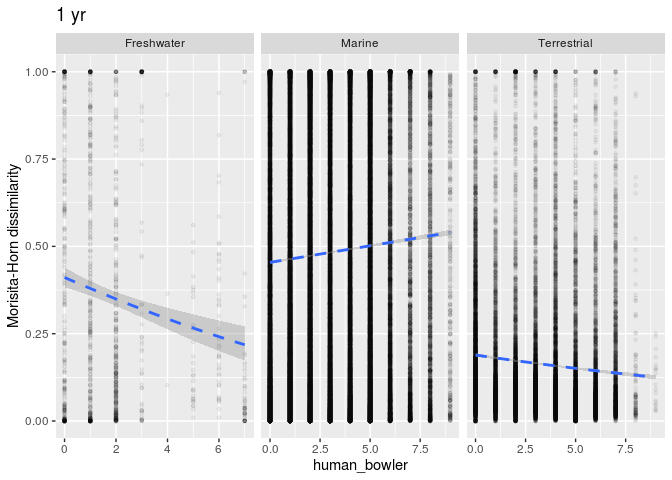 1 yr
Freshwater Marine Terrestrial
1.00
0.75
0.50
0.25
0.00
Morisita-Horn dissimilarity
0 2 4 6 0.0 2.5 5.0 7.5 0.0 2.5 5.0 7.5
human_bowler